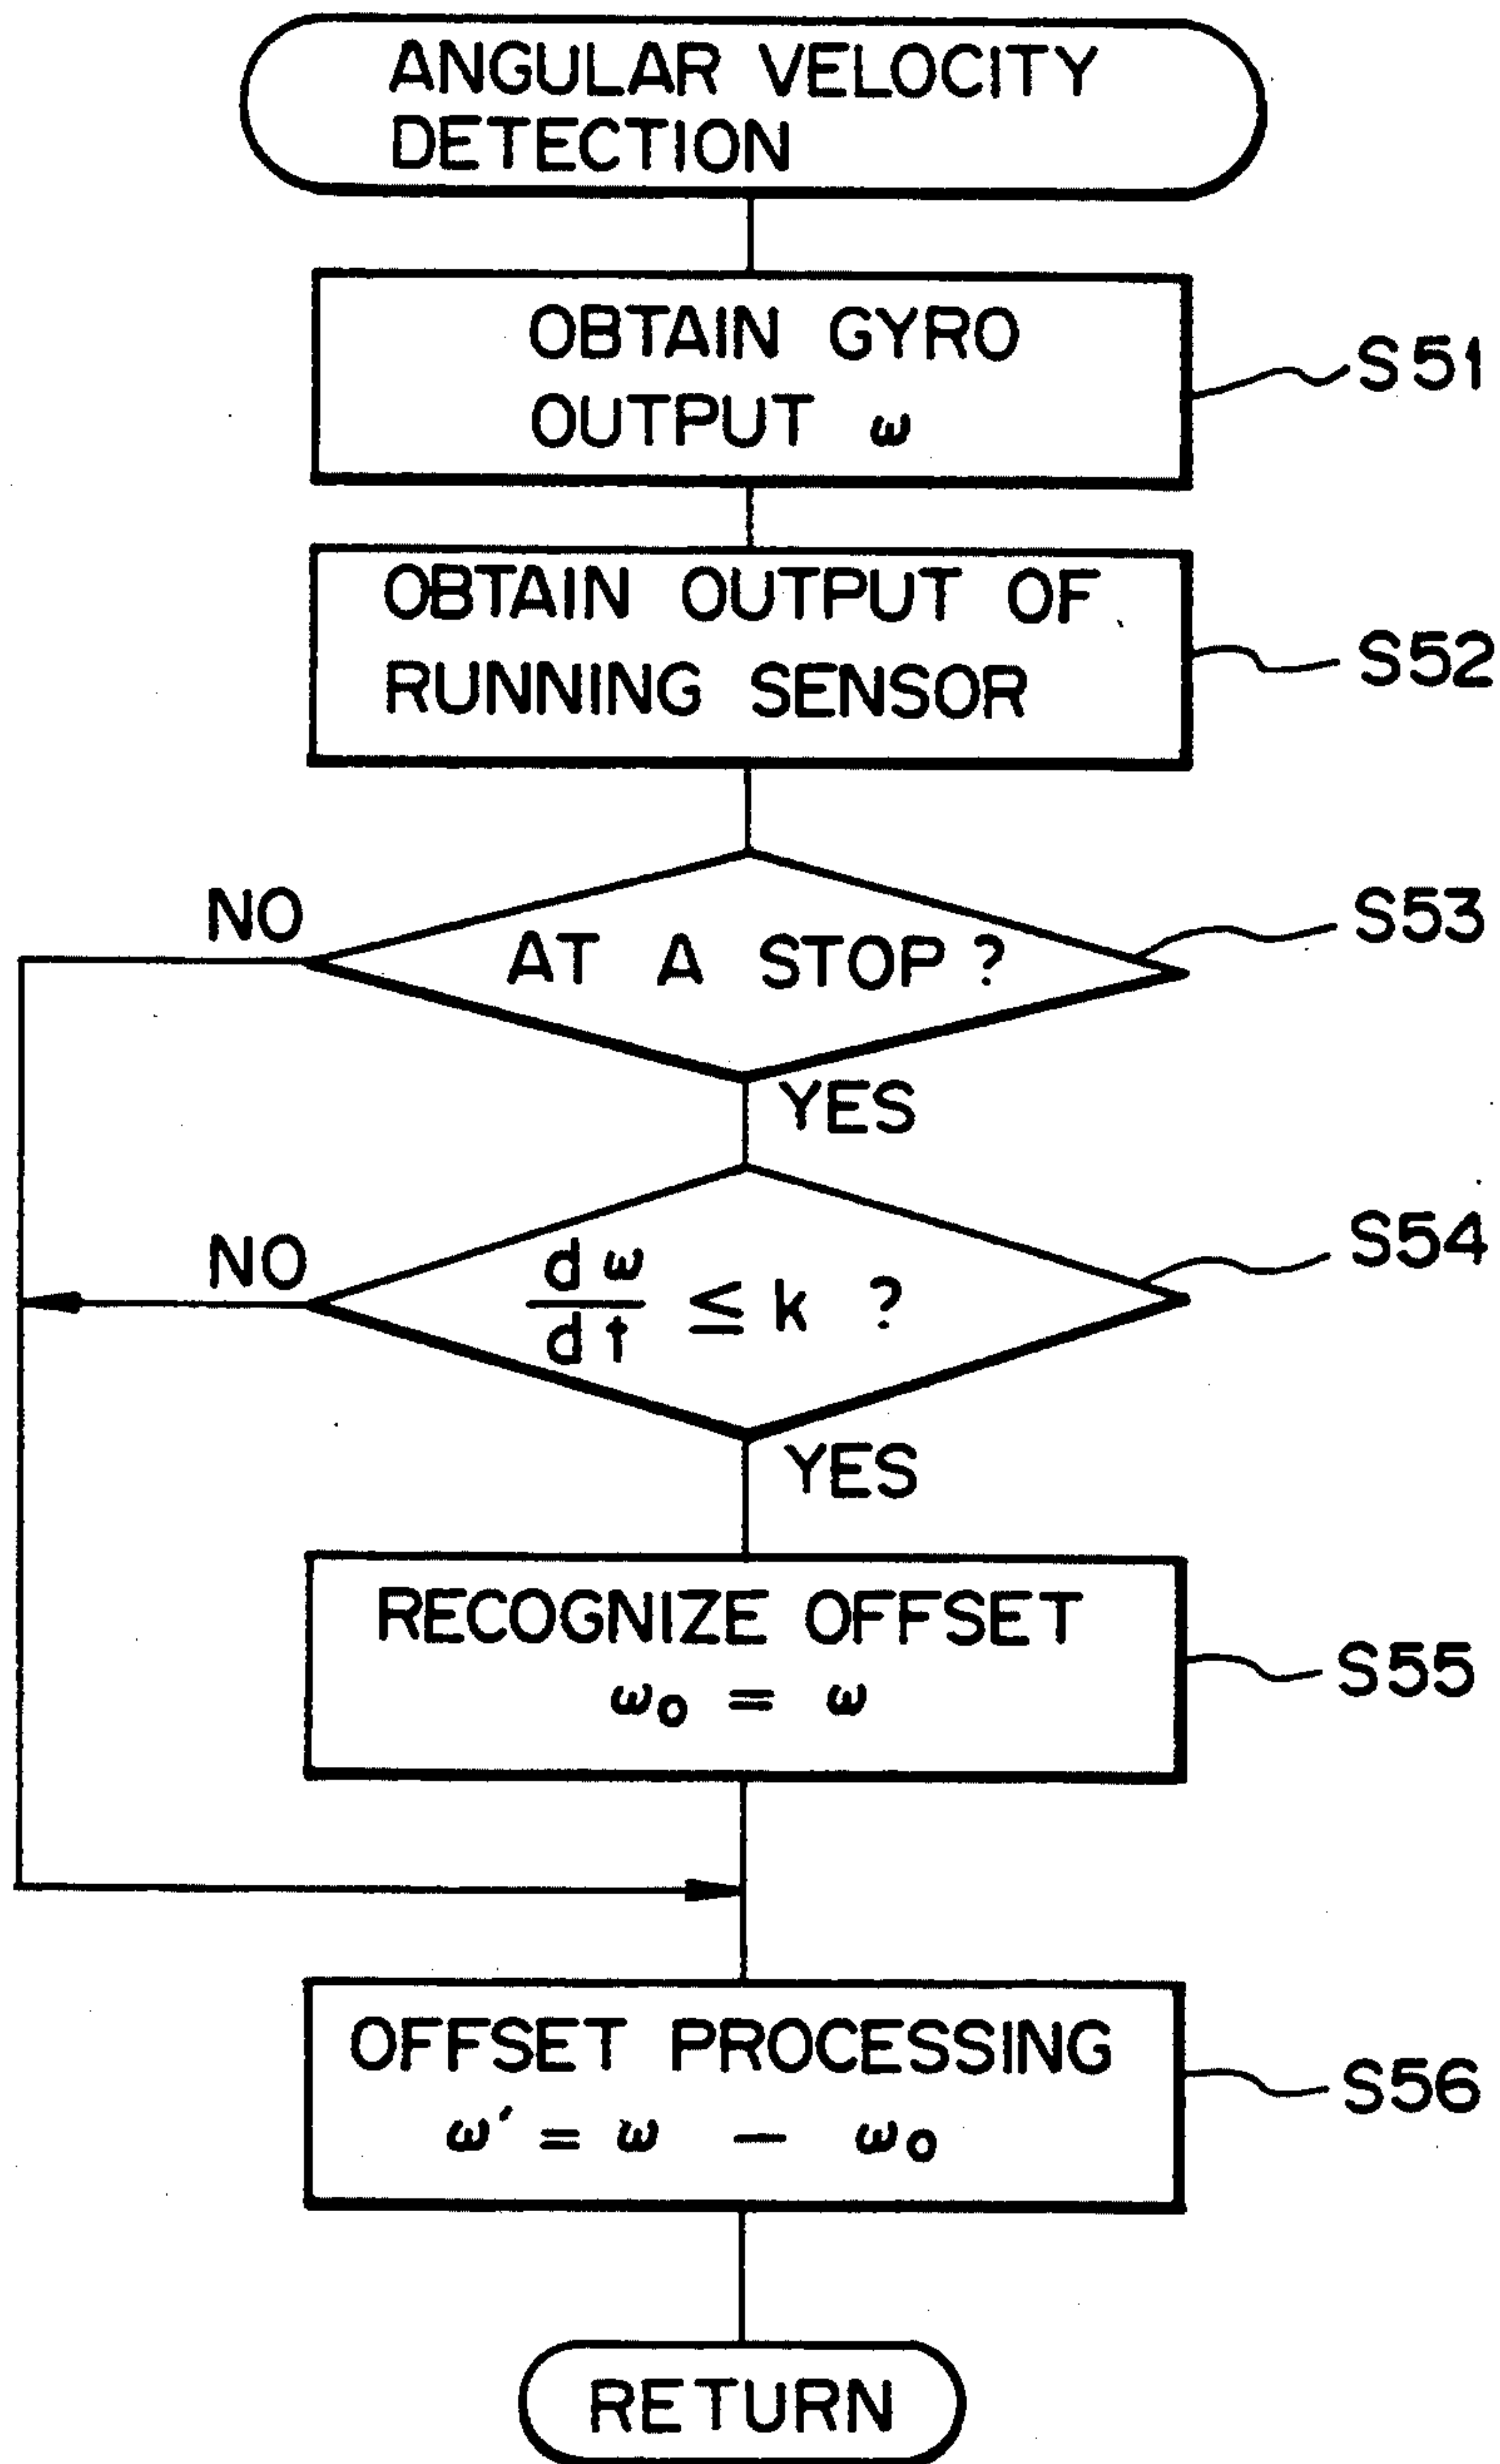 ANGULAR VELOCITY
DETECTION
OBTAIN GYRO
OUTPUT ω
S51
OBTAIN OUTPUT OF
RUNNING SENSOR
S52
NO
AT A STOP ?
S53
YES
NO
dω/dt ≤ k ?
S54
YES
RECOGNIZE OFFSET
ω₀ = ω
S55
OFFSET PROCESSING
ω' = ω − ω₀
S56
RETURN